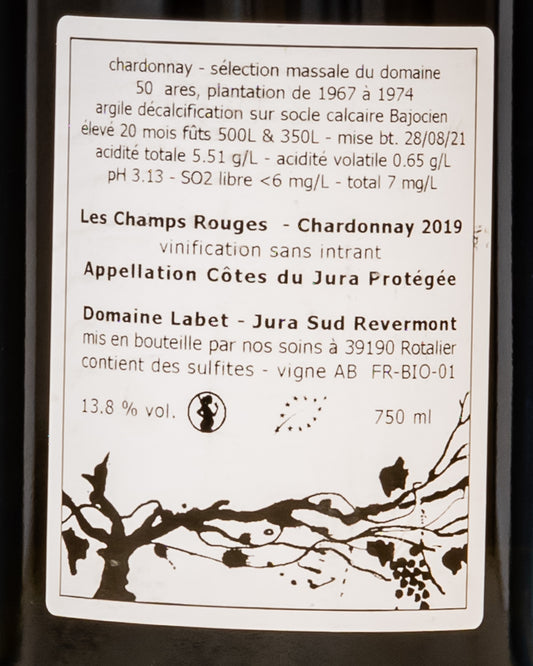 chardonnay - sélection massale du domaine
50 ares, plantation de 1967 à 1974
argile décalcification sur socle calcaire Bajocien
élevé 20 mois fûts 500L & 350L - mise bt. 28/08/21
acidité totale 5.51 g/L - acidité volatile 0.65 g/L
pH 3.13 - SO2 libre <6 mg/L - total 7 mg/L
Les Champs Rouges - Chardonnay 2019
vinification sans intrant
Appellation Côtes du Jura Protégée
Domaine Labet - Jura Sud Revermont
mis en bouteille par nos soins à 39190 Rotalier
contient des sulfites - vigne AB FR-BIO-01
13.8 % vol. 750 ml